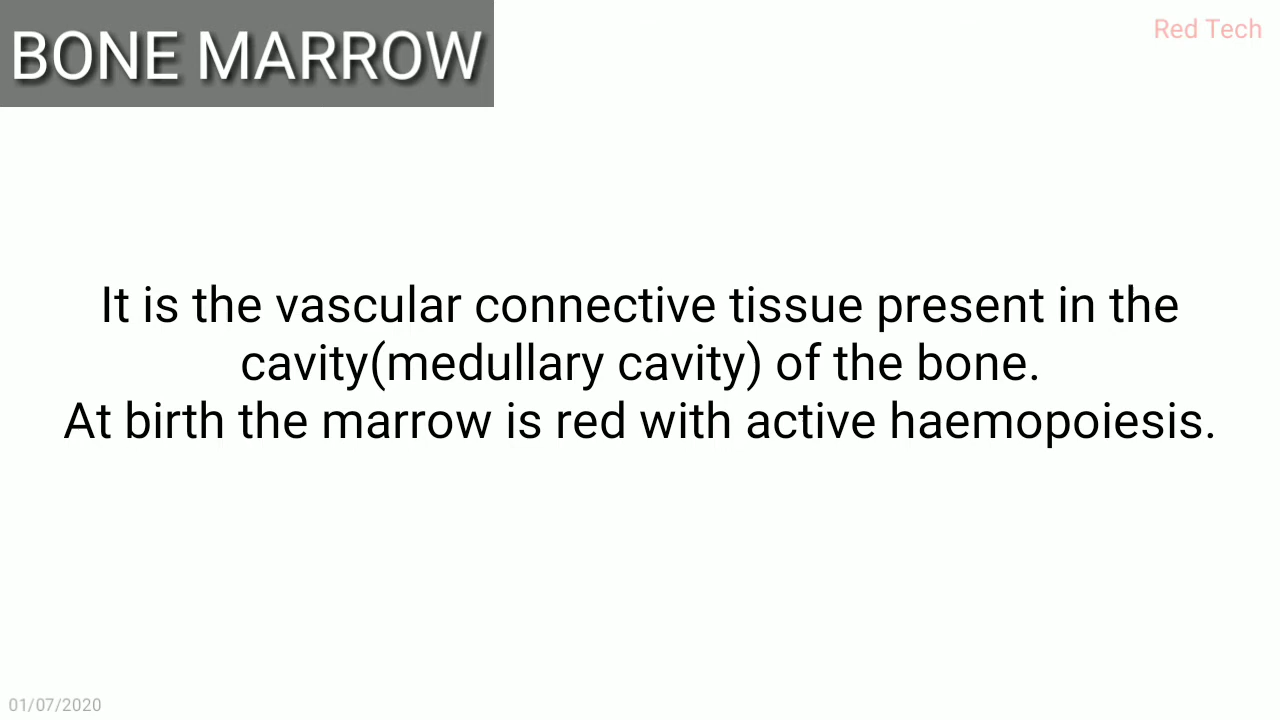 BONE MARROW
Red Tech
It is the vascular connective tissue present in the
cavity(medullary cavity) of the bone.
At birth the marrow is red with active haemopoiesis.
01/07/2020